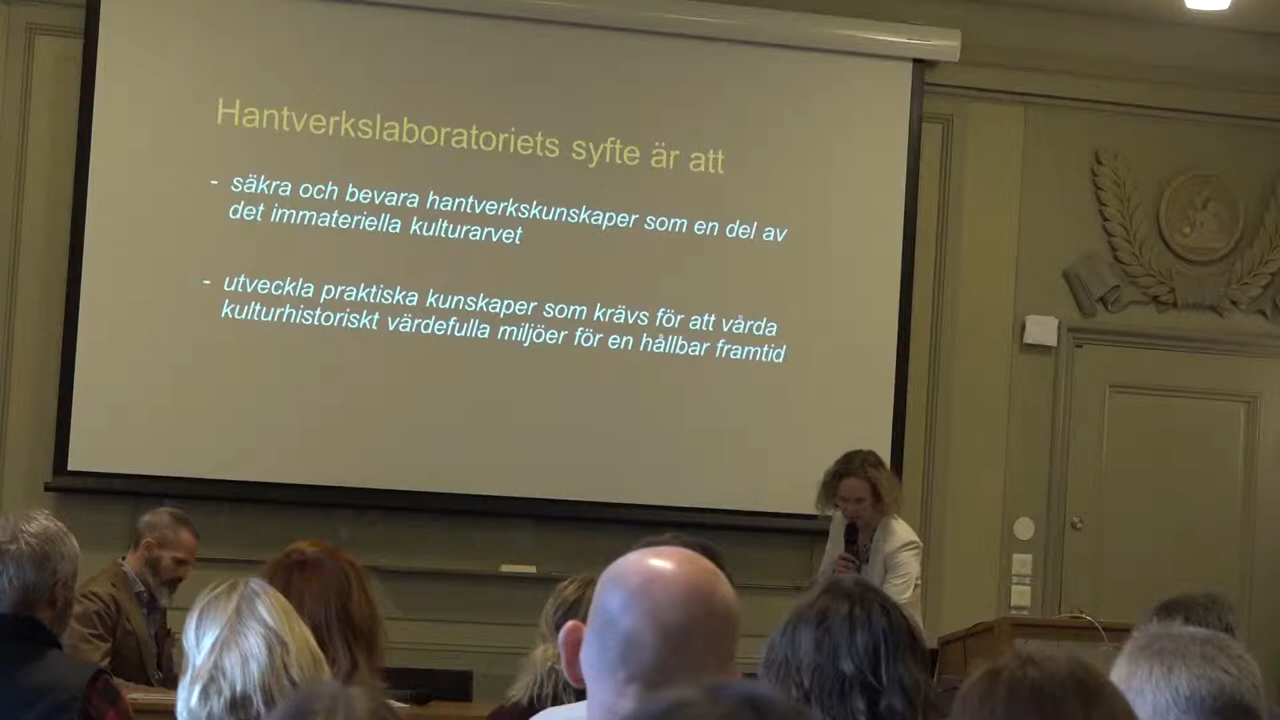 Hantverkslaboratoriets syfte är att
- säkra och bevara hantverkskunskaper som en del av
det immateriella kulturarvet
- utveckla praktiska kunskaper som krävs för att vårda
kulturhistoriskt värdefulla miljöer för en hållbar framtid